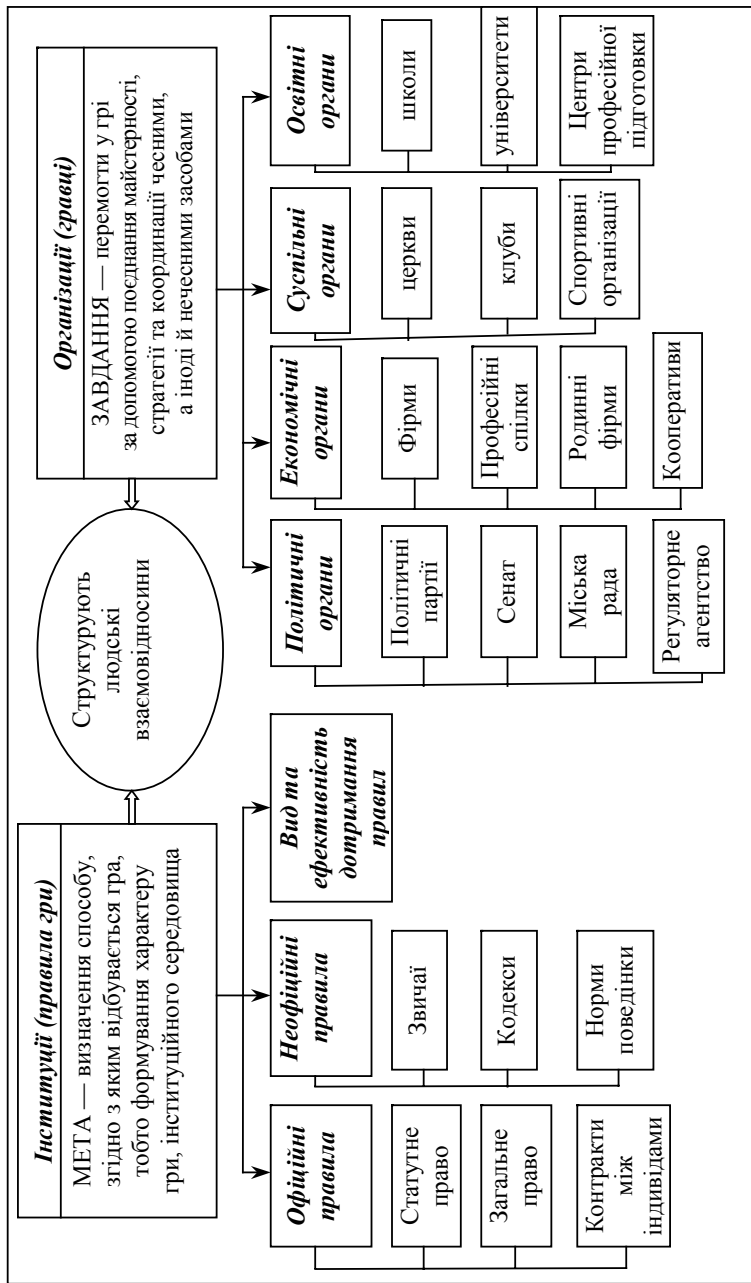 Інституції (правила гри)
МЕТА — визначення способу,
згідно з яким відбувається гра,
тобто формування характеру
гри, інституційного середовища
Структурують
людські
взаємовідносини
Організації (гравці)
ЗАВДАННЯ — перемогти у грі
за допомогою поєднання майстерності,
стратегії та координації чесними,
а іноді й нечесними засобами
Офіційні
правила
Статутне
право
Загальне
право
Контракти
між
індивідами
Неофіційні
правила
Звичаї
Кодекси
Норми
поведінки
Вид та
ефективність
дотримання
правил
Політичні
органи
Політичні
партії
Сенат
Міська
рада
Регуляторне
агентство
Економічні
органи
Фірми
Професійні
спілки
Родинні
фірми
Кооперативи
Суспільні
органи
церкви
клуби
Спортивні
організації
Освітні
органи
школи
університети
Центри
професійної
підготовки